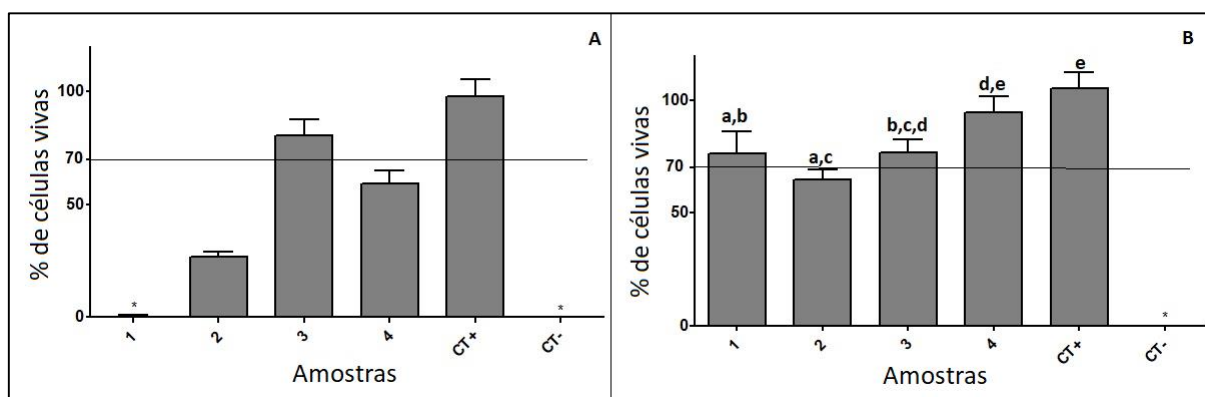 A
% de células vivas
100
70
50
0
*
*
1
2
3
4
CT+
CT-
Amostras
B
% de células vivas
100
70
50
0
a,b
a,c
b,c,d
d,e
e
*
1
2
3
4
CT+
CT-
Amostras